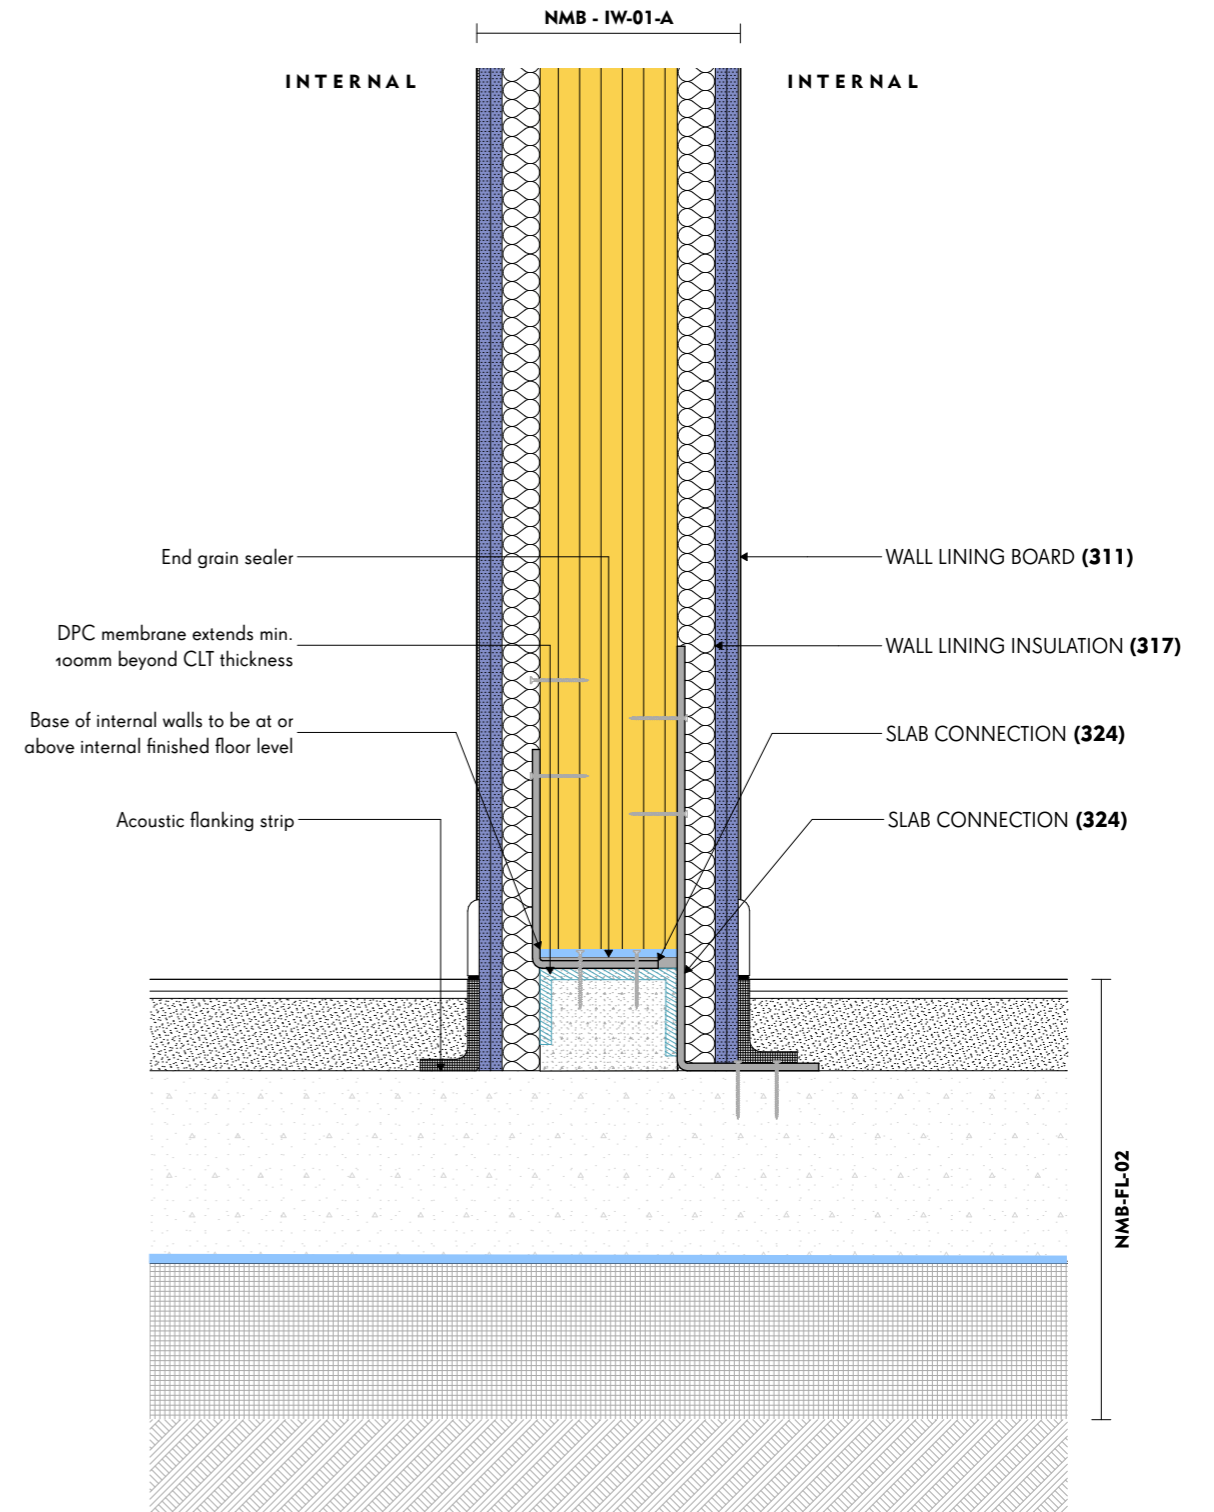 NMB - IW-01-A
INTERNAL
INTERNAL
End grain sealer
DPC membrane extends min.
100mm beyond CLT thickness
Base of internal walls to be at or
above internal finished floor level
Acoustic flanking strip
WALL LINING BOARD (311)
WALL LINING INSULATION (317)
SLAB CONNECTION (324)
SLAB CONNECTION (324)
NMB-FL-02